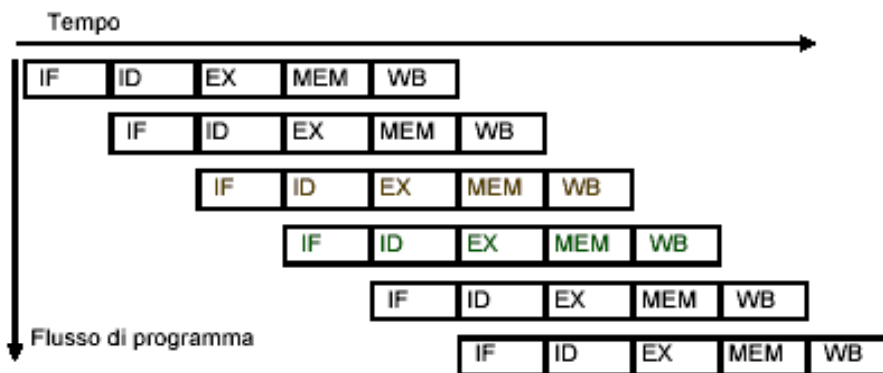 Tempo
IF ID EX MEM WB
IF ID EX MEM WB
IF ID EX MEM WB
IF ID EX MEM WB
IF ID EX MEM WB
Flusso di programma
IF ID EX MEM WB